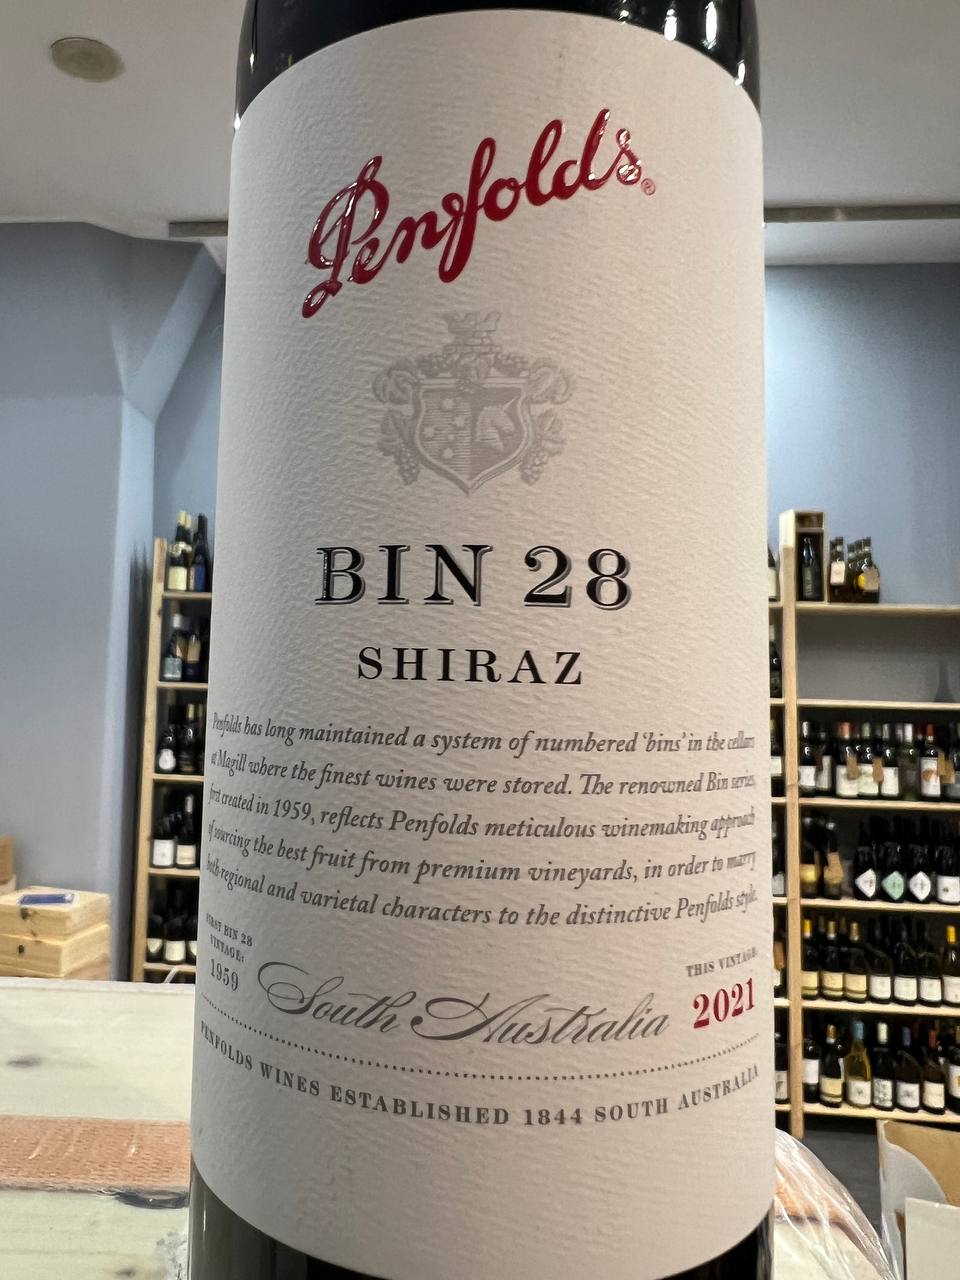 Penfolds®
BIN 28
SHIRAZ
Penfolds has long maintained a system of numbered 'bins' in the cellars
at Magill where the finest wines were stored. The renowned Bin series,
first created in 1959, reflects Penfolds meticulous winemaking approach
of sourcing the best fruit from premium vineyards, in order to marry
both regional and varietal characters to the distinctive Penfolds style.
FIRST BIN 28
VINTAGE:
1959
South Australia
THIS VINTAGE
2021
PENFOLDS WINES ESTABLISHED 1844 SOUTH AUSTRALIA